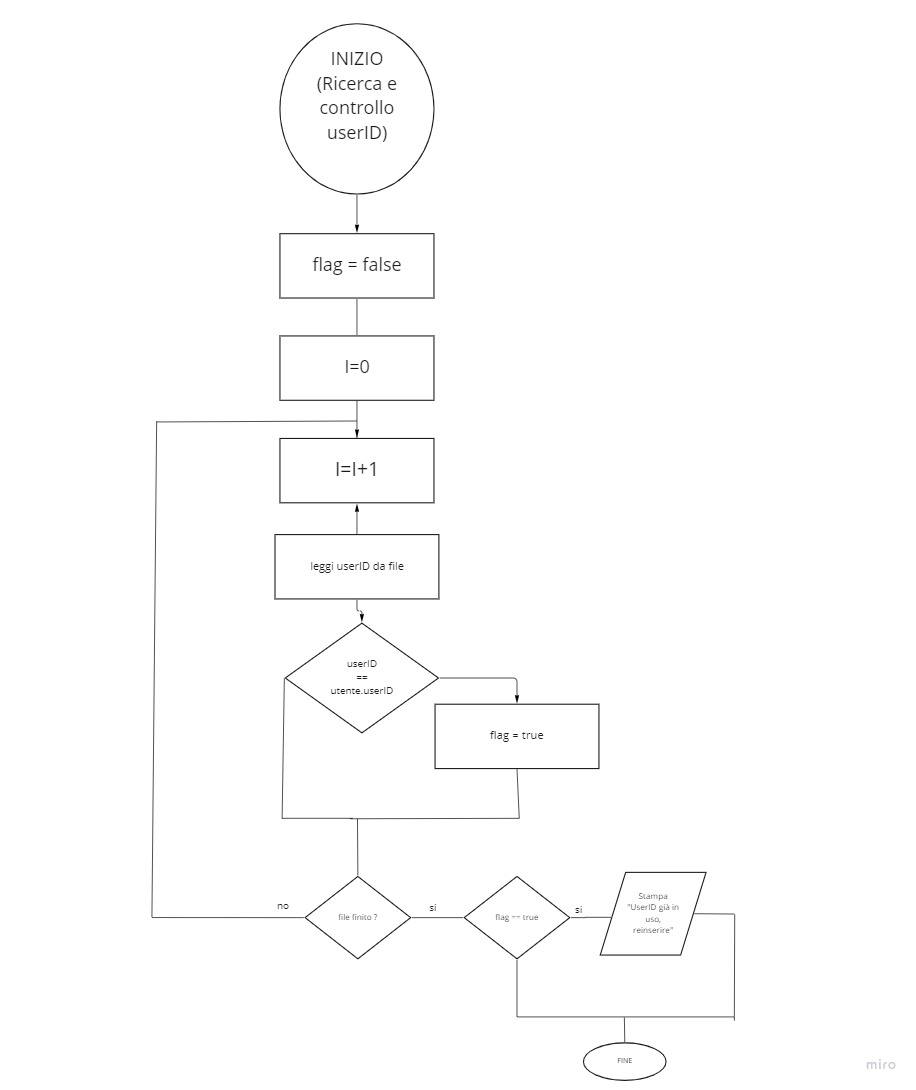 INIZIO
(Ricerca e
controllo
userID)
flag = false
I=0
I=I+1
leggi userID da file
userID
==
utente.userID
flag = true
no
file finito ?
si
flag == true
si
Stampa
"UserID già in
uso,
reinserire"
FINE
miro